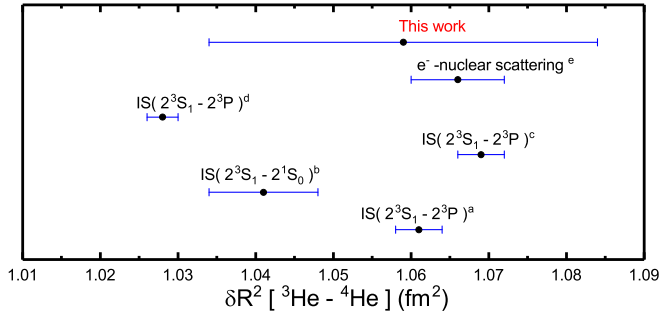 This work
e⁻ -nuclear scattering ᵉ
IS( 2³S₁ - 2³P )ᵈ
IS( 2³S₁ - 2³P )ᶜ
IS( 2³S₁ - 2¹S₀ )ᵇ
IS( 2³S₁ - 2³P )ᵃ
1.01 1.02 1.03 1.04 1.05 1.06 1.07 1.08 1.09
δR² [ ³He - ⁴He ] (fm²)